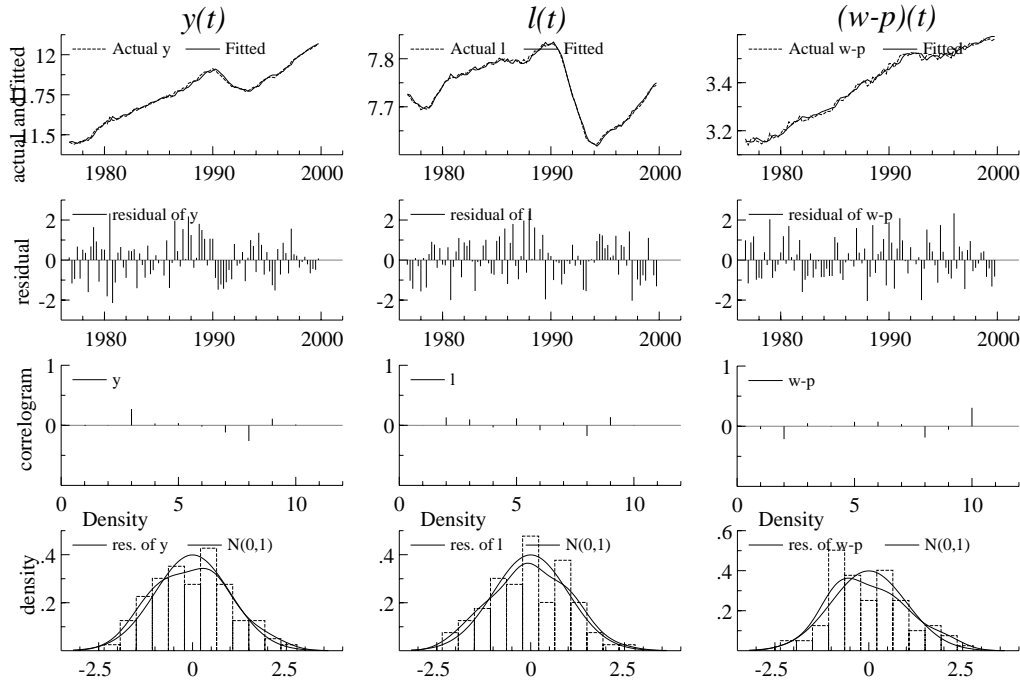 y(t) l(t) (w-p)(t)
actual and fitted
Actual y Fitted
12
11.75
11.5
1980 1990 2000
Actual l Fitted
7.8
7.7
1980 1990 2000
Actual w-p Fitted
3.4
3.2
1980 1990 2000
residual
residual of y
2
0
-2
1980 1990 2000
residual of l
2
0
-2
1980 1990 2000
residual of w-p
2
0
-2
1980 1990 2000
correlogram
y
1
0
0 5 10
l
1
0
0 5 10
w-p
1
0
0 5 10
density
Density
res. of y N(0,1)
.4
.2
-2.5 0 2.5
Density
res. of l N(0,1)
.4
.2
-2.5 0 2.5
Density
res. of w-p N(0,1)
.6
.4
.2
-2.5 0 2.5